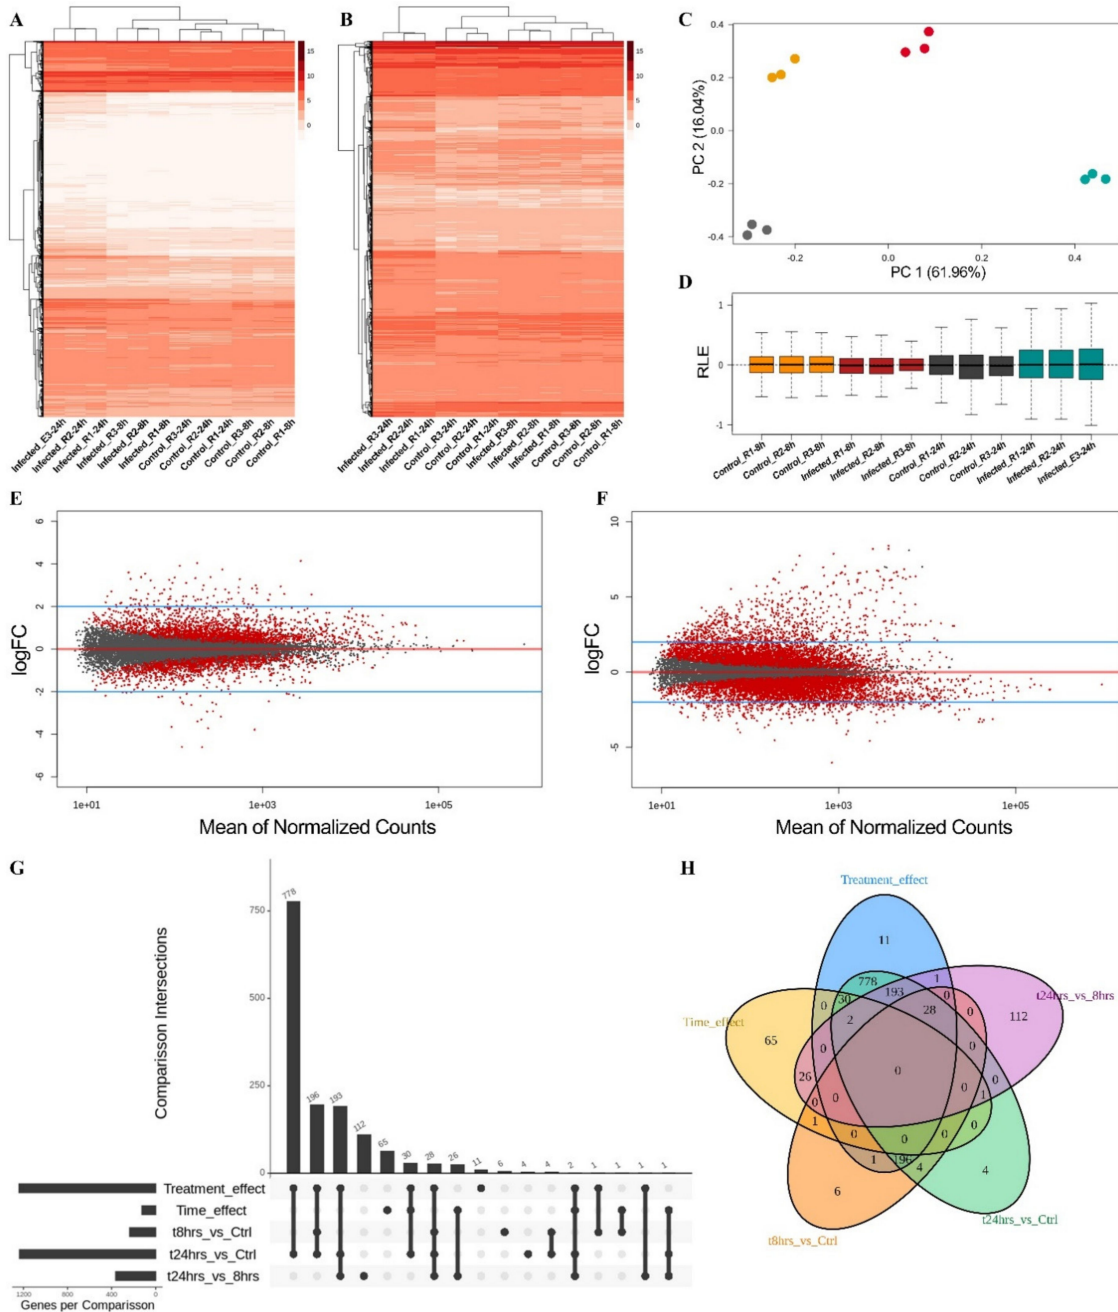 A
B
C
15
10
5
0
15
10
5
0
Infected_E3-24h
Infected_R2-24h
Infected_R1-24h
Infected_R3-8h
Infected_R2-8h
Infected_R1-8h
Control_R3-24h
Control_R2-24h
Control_R1-24h
Control_R3-8h
Control_R2-8h
Control_R1-8h
Infected_R3-24h
Infected_R2-24h
Infected_R1-24h
Control_R3-24h
Control_R2-24h
Control_R1-24h
Infected_R3-8h
Infected_R2-8h
Infected_R1-8h
Control_R3-8h
Control_R2-8h
Control_R1-8h
PC 2 (16.04%)
0.4
0.2
0.0
-0.2
-0.4
-0.2
0.0
0.2
0.4
PC 1 (61.96%)
D
RLE
1
0
-1
Control_R1-8h
Control_R2-8h
Control_R3-8h
Infected_R1-8h
Infected_R2-8h
Infected_R3-8h
Control_R1-24h
Control_R2-24h
Control_R3-24h
Infected_R1-24h
Infected_R2-24h
Infected_E3-24h
E
logFC
6
4
2
0
-2
-4
-6
1e+01
1e+03
1e+05
Mean of Normalized Counts
F
logFC
10
5
0
-5
1e+01
1e+03
1e+05
Mean of Normalized Counts
G
Comparisson Intersections
750
500
250
0
778
196
193
112
65
30
28
26
11
6
4
4
2
1
1
1
1
Treatment_effect
Time_effect
t8hrs_vs_Ctrl
t24hrs_vs_Ctrl
t24hrs_vs_8hrs
1200
800
400
0
Genes per Comparisson
H
Treatment_effect
t24hrs_vs_8hrs
Time_effect
t24hrs_vs_Ctrl
t8hrs_vs_Ctrl
11
778
193
1
0
30
0
2
28
0
112
65
0
0
26
0
0
0
0
1
0
0
1
0
0
0
0
1
196
4
6
4